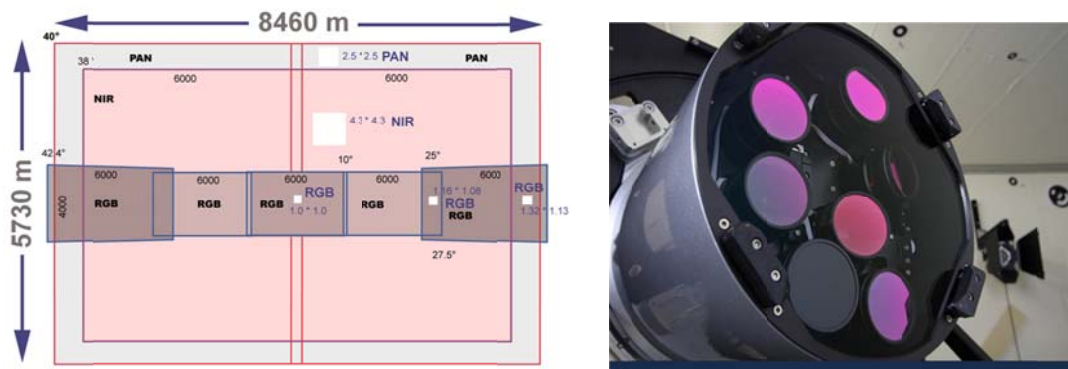 8460 m
5730 m
40°
PAN
2.5 * 2.5 PAN
PAN
38 '
6000
6000
NIR
4.3 * 4.3 NIR
42.4°
10°
25°
6000
6000
6000
6000
6000
4000
RGB
RGB
RGB
RGB
1.0 * 1.0
RGB
1.16 * 1.08
RGB
RGB
RGB
1.32 * 1.13
27.5°